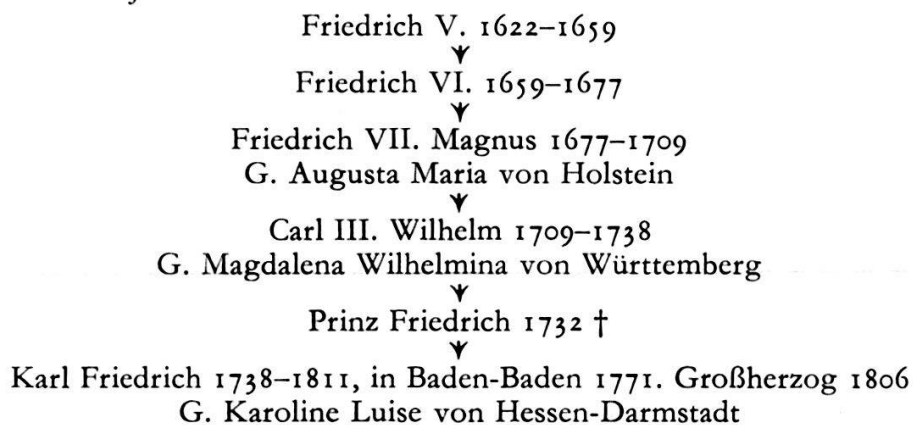 Friedrich V. 1622–1659
Friedrich VI. 1659–1677
Friedrich VII. Magnus 1677–1709
G. Augusta Maria von Holstein
Carl III. Wilhelm 1709–1738
G. Magdalena Wilhelmina von Württemberg
Prinz Friedrich 1732 †
Karl Friedrich 1738–1811, in Baden-Baden 1771. Großherzog 1806
G. Karoline Luise von Hessen-Darmstadt